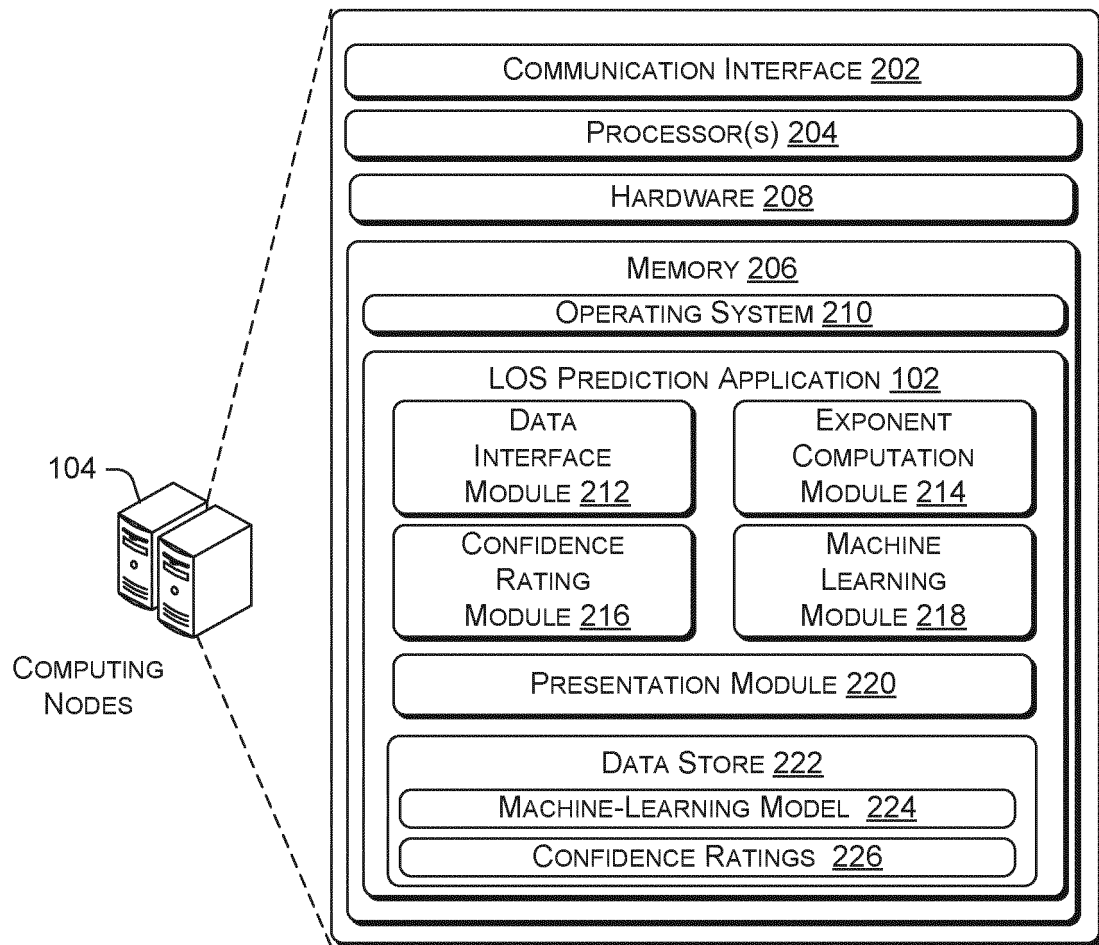 COMMUNICATION INTERFACE 202
PROCESSOR(S) 204
HARDWARE 208
MEMORY 206
OPERATING SYSTEM 210
LOS PREDICTION APPLICATION 102
DATA
INTERFACE
MODULE 212
EXPONENT
COMPUTATION
MODULE 214
CONFIDENCE
RATING
MODULE 216
MACHINE
LEARNING
MODULE 218
PRESENTATION MODULE 220
DATA STORE 222
MACHINE-LEARNING MODEL 224
CONFIDENCE RATINGS 226
104
COMPUTING
NODES